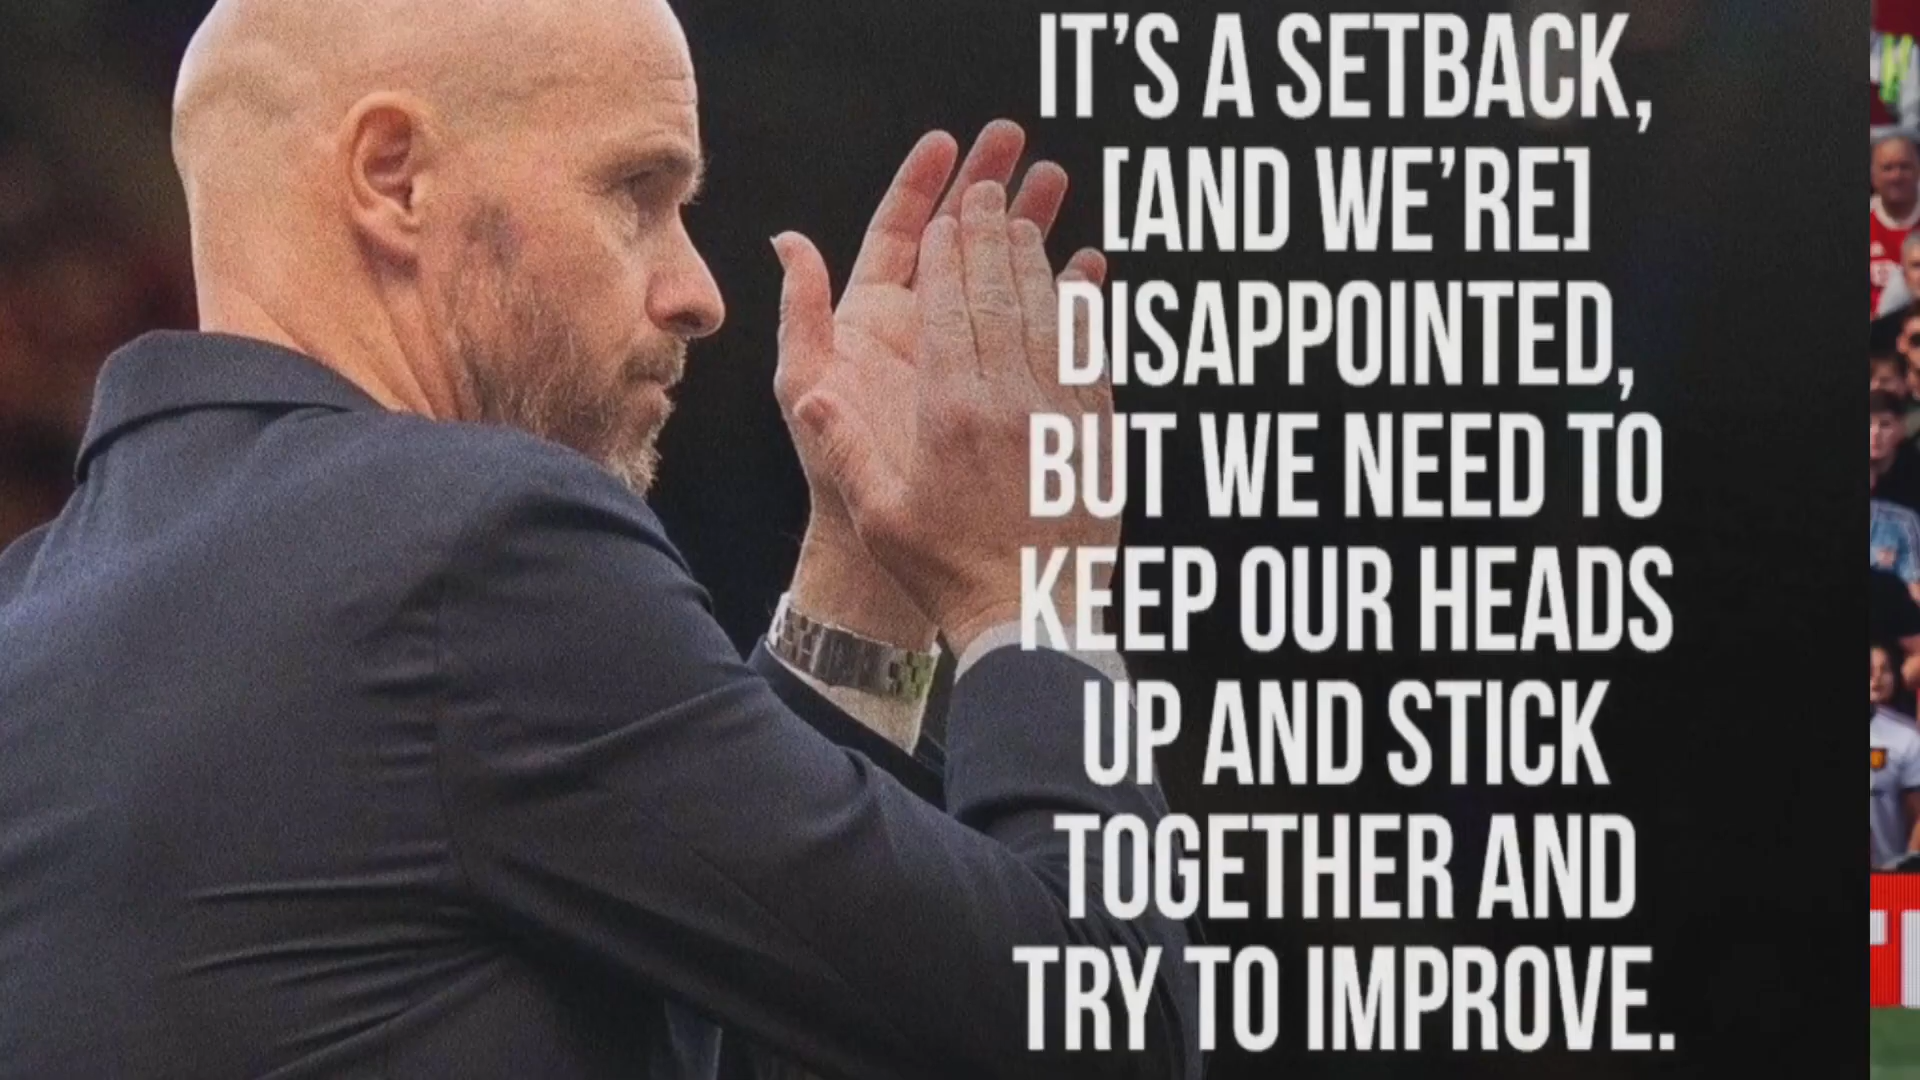 IT'S A SETBACK,
[AND WE'RE]
DISAPPOINTED,
BUT WE NEED TO
KEEP OUR HEADS
UP AND STICK
TOGETHER AND
TRY TO IMPROVE.